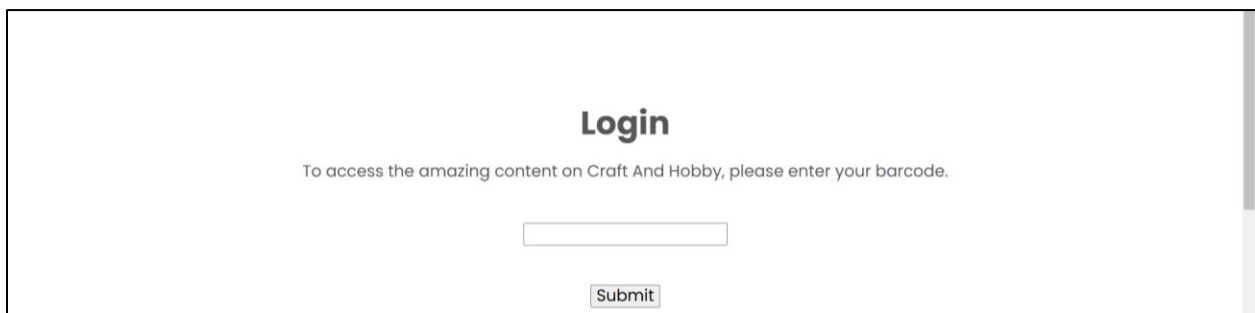 Login
To access the amazing content on Craft And Hobby, please enter your barcode.
Submit